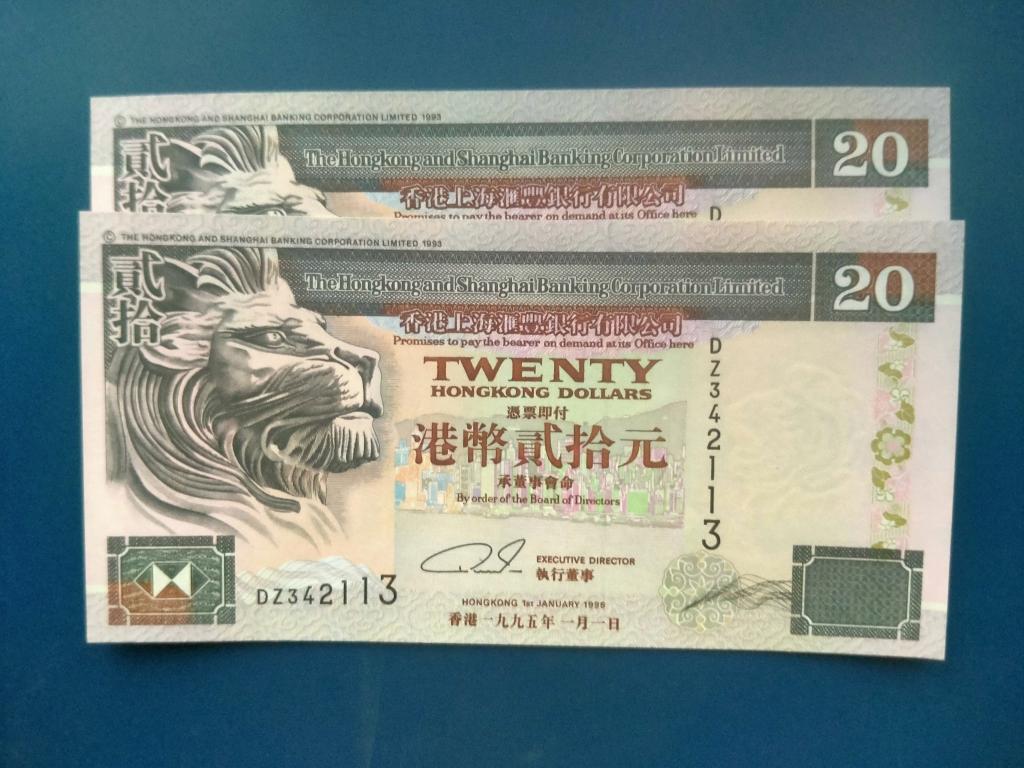 © THE HONGKONG AND SHANGHAI BANKING CORPORATION LIMITED 1993
貳拾
The Hongkong and Shanghai Banking Corporation Limited
20
香港上海滙豐銀行有限公司
Promises to pay the bearer on demand at its Office here
D
© THE HONGKONG AND SHANGHAI BANKING CORPORATION LIMITED 1993
貳拾
The Hongkong and Shanghai Banking Corporation Limited
20
香港上海滙豐銀行有限公司
Promises to pay the bearer on demand at its Office here
DZ342113
TWENTY
HONGKONG DOLLARS
憑票即付
港幣貳拾元
承董事會命
By order of the Board of Directors
EXECUTIVE DIRECTOR
執行董事
DZ342113
HONGKONG 1st JANUARY 1995
香港一九九五年一月一日